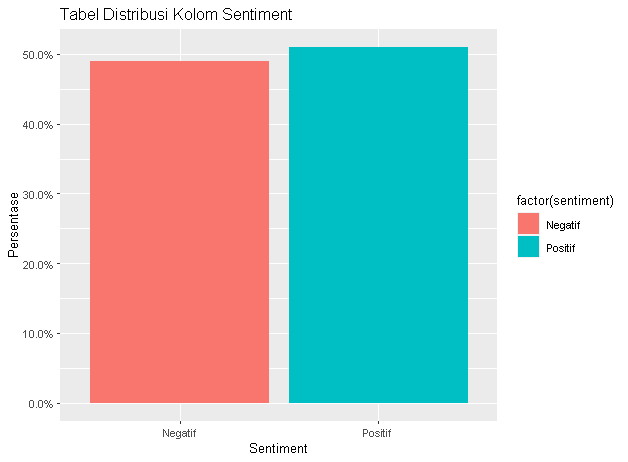 Tabel Distribusi Kolom Sentiment
Persentase
50.0%
40.0%
30.0%
20.0%
10.0%
0.0%
Negatif
Positif
Sentiment
factor(sentiment)
Negatif
Positif